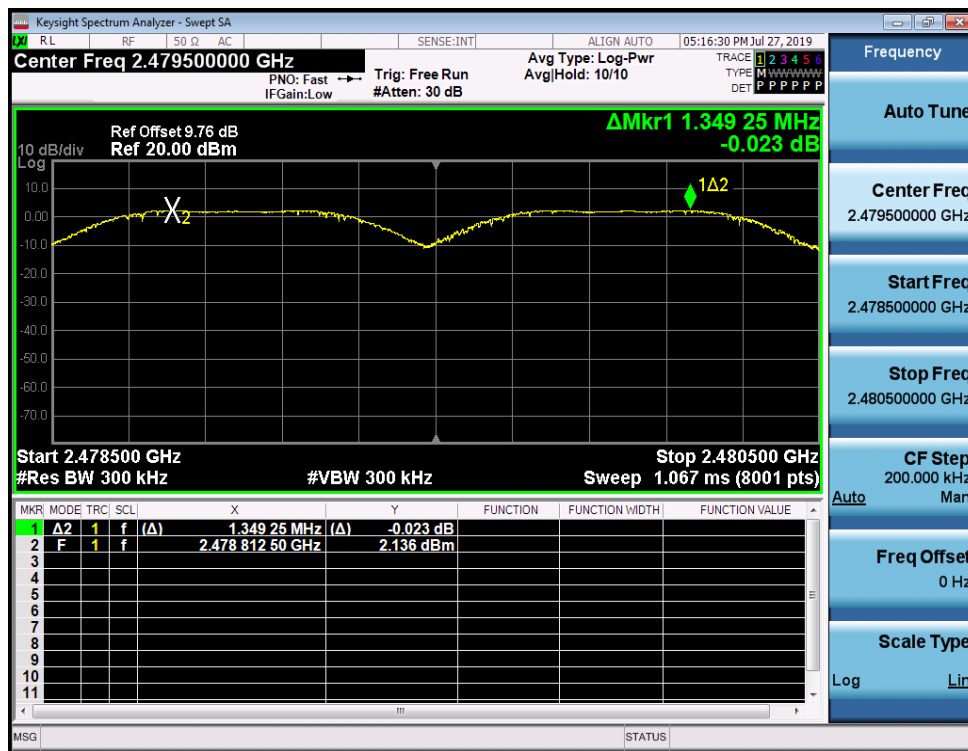 Keysight Spectrum Analyzer - Swept SA
LXI RL RF 50 Ω AC SENSE:INT ALIGN AUTO 05:16:30 PM Jul 27, 2019
Center Freq 2.479500000 GHz
PNO: Fast
IFGain:Low
Trig: Free Run
#Atten: 30 dB
Avg Type: Log-Pwr
Avg|Hold: 10/10
TRACE 1 2 3 4 5 6
TYPE M W W W W W
DET P P P P P P
ΔMkr1 1.349 25 MHz
-0.023 dB
Ref Offset 9.76 dB
10 dB/div Ref 20.00 dBm
Log
10.0
0.00
-10.0
-20.0
-30.0
-40.0
-50.0
-60.0
-70.0
X2
1Δ2
Start 2.478500 GHz Stop 2.480500 GHz
#Res BW 300 kHz #VBW 300 kHz Sweep 1.067 ms (8001 pts)
MKR MODE TRC SCL X Y FUNCTION FUNCTION WIDTH FUNCTION VALUE
1 Δ2 1 f (Δ) 1.349 25 MHz (Δ) -0.023 dB
2 F 1 f 2.478 812 50 GHz 2.136 dBm
3
4
5
6
7
8
9
10
11
MSG STATUS
Frequency
Auto Tune
Center Freq
2.479500000 GHz
Start Freq
2.478500000 GHz
Stop Freq
2.480500000 GHz
CF Step
200.000 kHz
Auto Man
Freq Offset
0 Hz
Scale Type
Log Lin